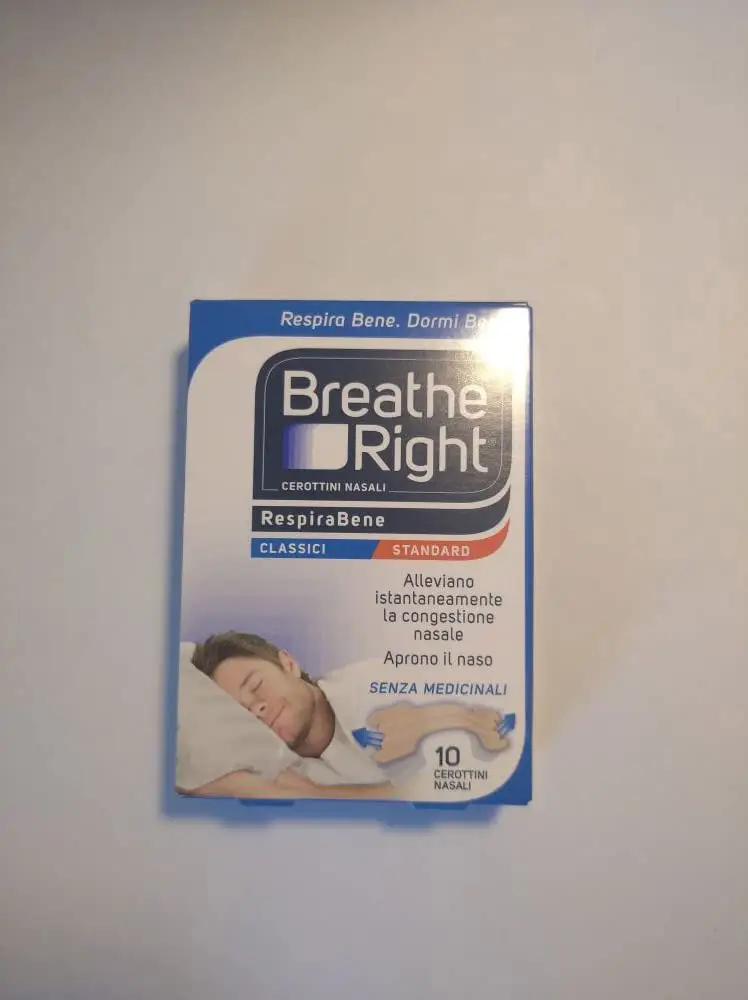 Respira Bene. Dormi
Breathe
Right
CEROTTINI NASALI
RespiraBene
CLASSICI STANDARD
Alleviano
istantaneamente
la congestione
nasale
Aprono il naso
SENZA MEDICINALI
10
CEROTTINI
NASALI